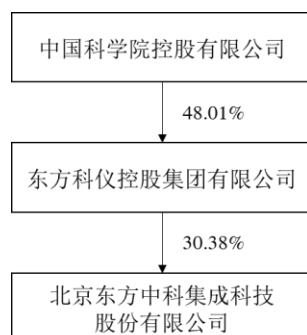 中国科学院控股有限公司
48.01%
东方科仪控股集团有限公司
30.38%
北京东方中科集成科技
股份有限公司